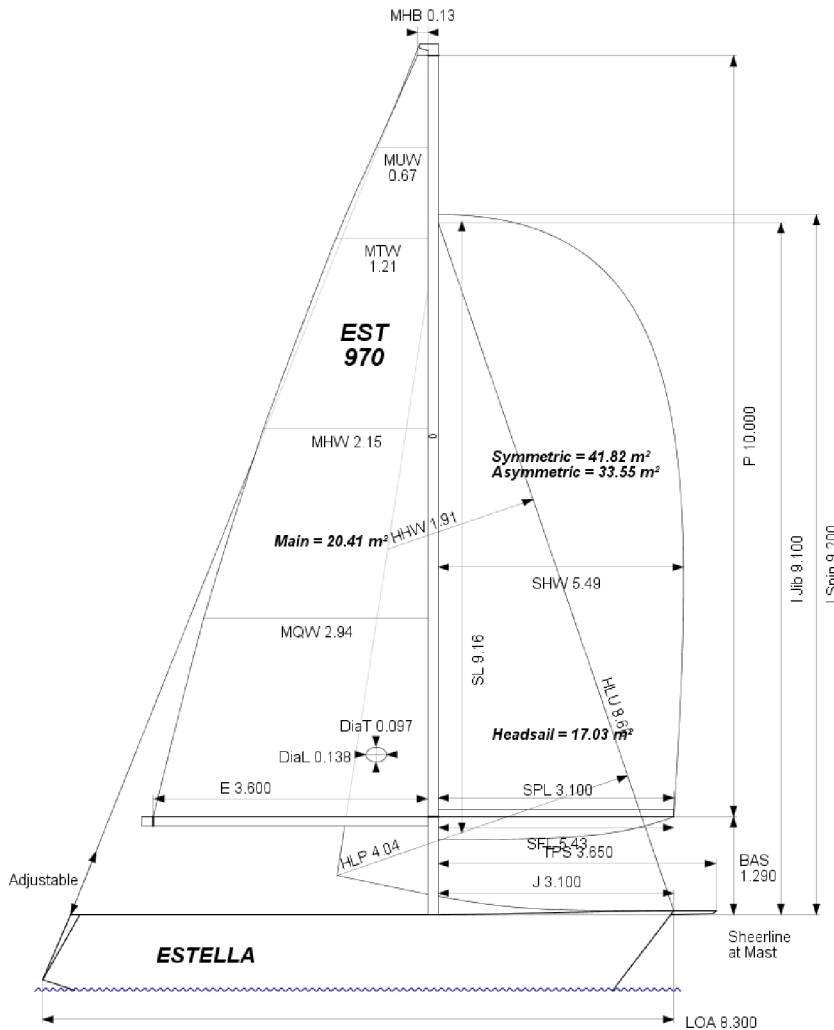 MHB 0.13
MUW
0.67
MTW
1.21
EST
970
MHW 2.15
Symmetric = 41.82 m²
Asymmetric = 33.55 m²
P 10.000
I Jib 9.100
I Spin 9.200
Main = 20.41 m²
HHW 1.91
SHW 5.49
MQW 2.94
SL 9.16
DiaT 0.097
DiaL 0.138
Headsail = 17.03 m²
E 3.600
SPL 3.100
SFL 5.43
TPS 3.650
HLP 4.04
BAS
1.290
Adjustable
J 3.100
Sheerline
at Mast
ESTELLA
LOA 8.300